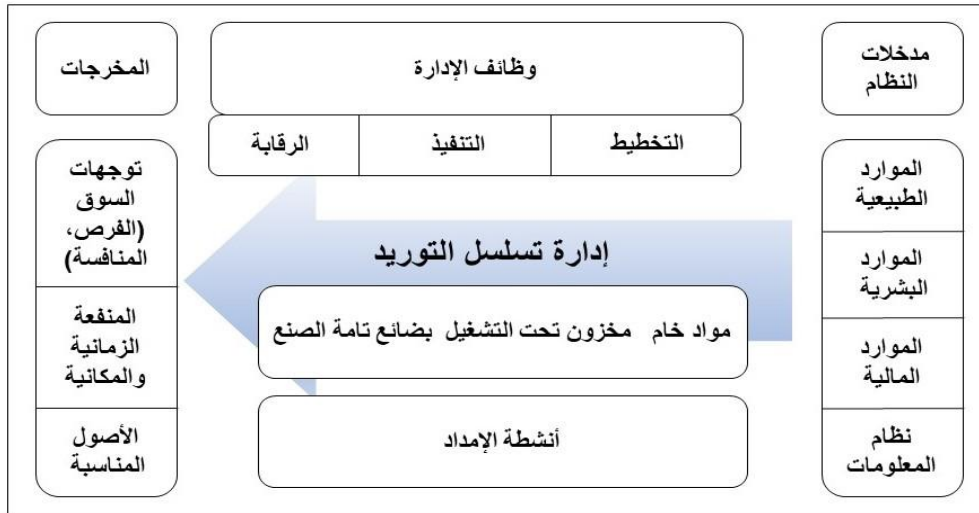 مدخلات
النظام
وظائف الإدارة
المخرجات
التخطيط
التنفيذ
الرقابة
الموارد
الطبيعية
الموارد
البشرية
الموارد
المالية
نظام
المعلومات
إدارة تسلسل التوريد
مواد خام مخزون تحت التشغيل بضائع تامة الصنع
أنشطة الإمداد
توجهات
السوق
(الفرص،
المنافسة)
المنفعة
الزمانية
والمكانية
الأصول
المناسبة